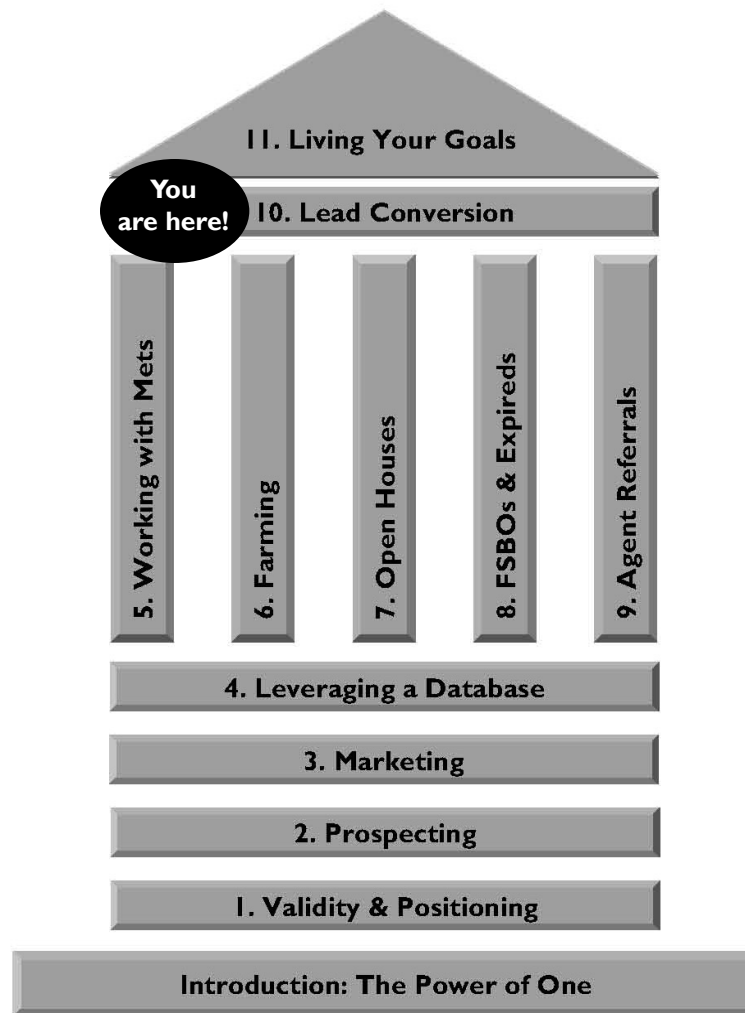 11. Living Your Goals
You
are here!
10. Lead Conversion
5. Working with Mets
6. Farming
7. Open Houses
8. FSBOs & Expireds
9. Agent Referrals
4. Leveraging a Database
3. Marketing
2. Prospecting
1. Validity & Positioning
Introduction: The Power of One